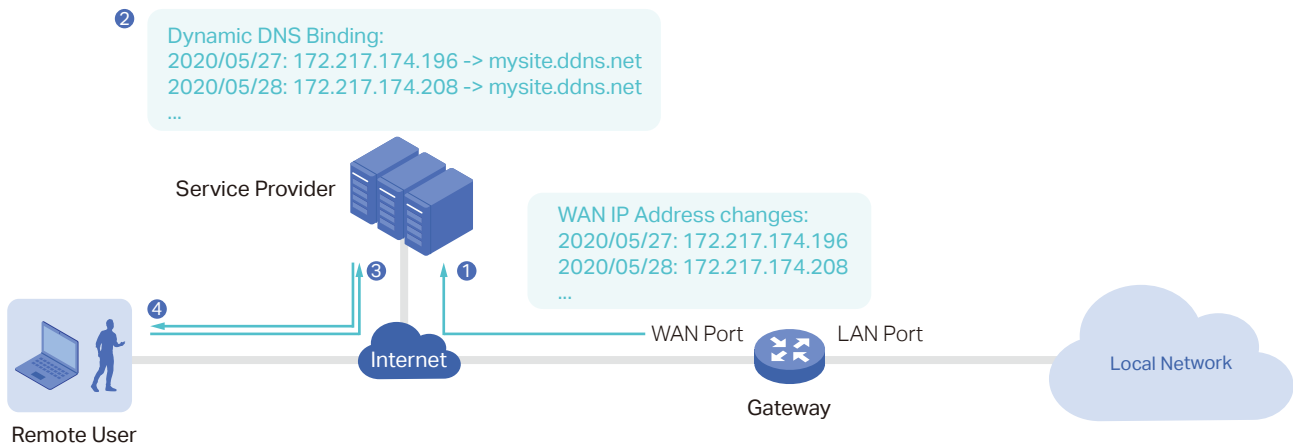 2
Dynamic DNS Binding:
2020/05/27: 172.217.174.196 -> mysite.ddns.net
2020/05/28: 172.217.174.208 -> mysite.ddns.net
...
Service Provider
WAN IP Address changes:
2020/05/27: 172.217.174.196
2020/05/28: 172.217.174.208
...
3
1
4
WAN Port
LAN Port
Internet
Local Network
Gateway
Remote User